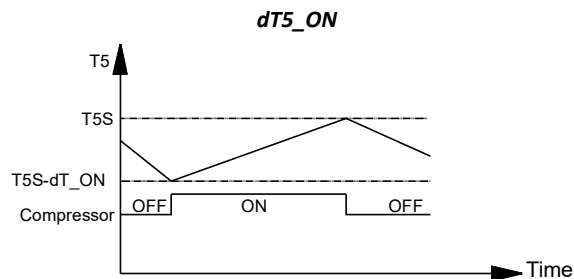 dT5_ON
T5
T5S
T5S-dT_ON
Compressor OFF ON OFF
Time